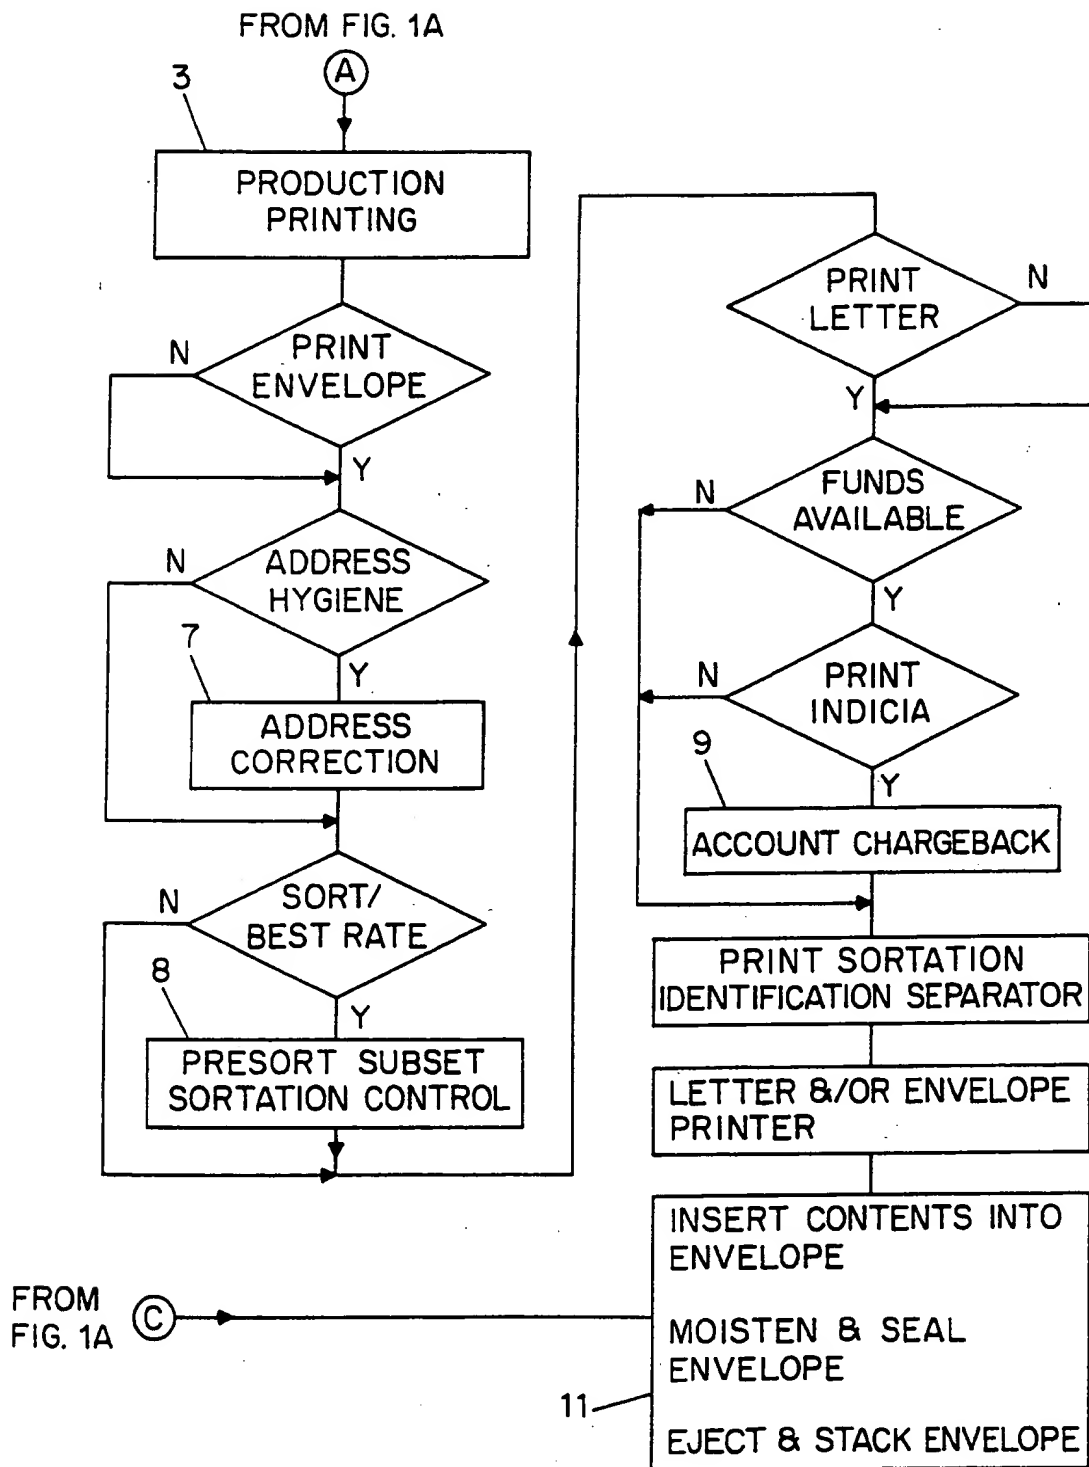 FROM FIG. 1A
A
3
PRODUCTION
PRINTING
N
PRINT
ENVELOPE
Y
N
ADDRESS
HYGIENE
7
Y
ADDRESS
CORRECTION
N
SORT/
BEST RATE
8
Y
PRESORT SUBSET
SORTATION CONTROL
PRINT
LETTER
N
Y
N
FUNDS
AVAILABLE
Y
N
PRINT
INDICIA
9
Y
ACCOUNT CHARGEBACK
PRINT SORTATION
IDENTIFICATION SEPARATOR
LETTER &/OR ENVELOPE
PRINTER
FROM
FIG. 1A
C
INSERT CONTENTS INTO
ENVELOPE
MOISTEN & SEAL
ENVELOPE
11
EJECT & STACK ENVELOPE